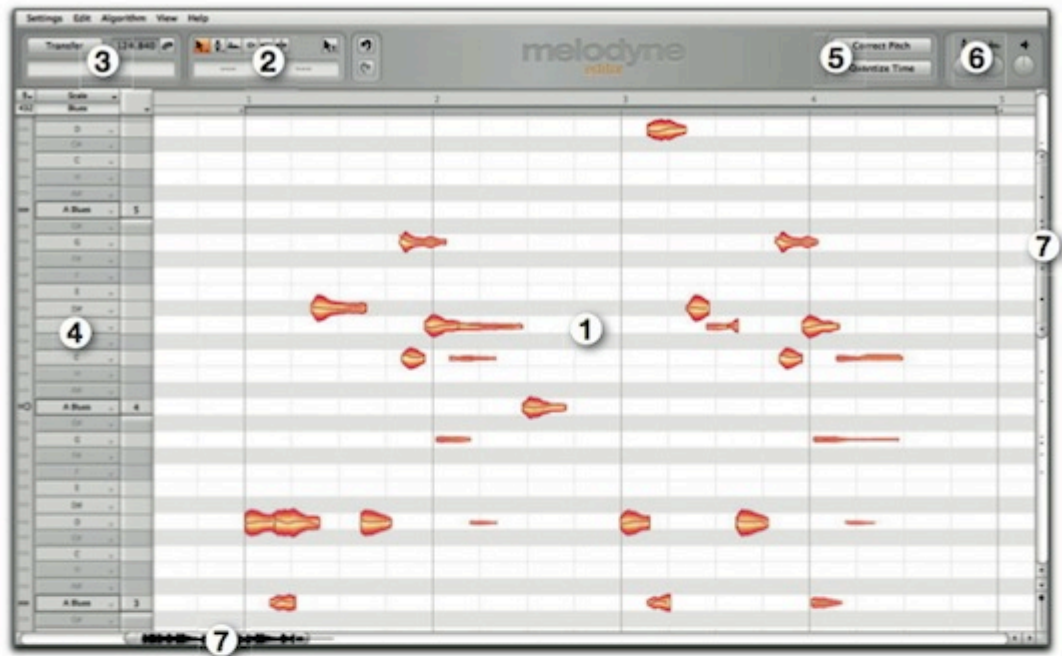 Settings Edit Algorithm View Help
Transfer 124.840
3
2
melodyne
editor
5
Correct Pitch
Quantize Time
6
Scale
Blues
1 2 3 4 5
D
C#
C
A Blues 5
G
E
D#
7
4
1
A Blues 4
G
E
D#
D
C#
C
A Blues 3
7